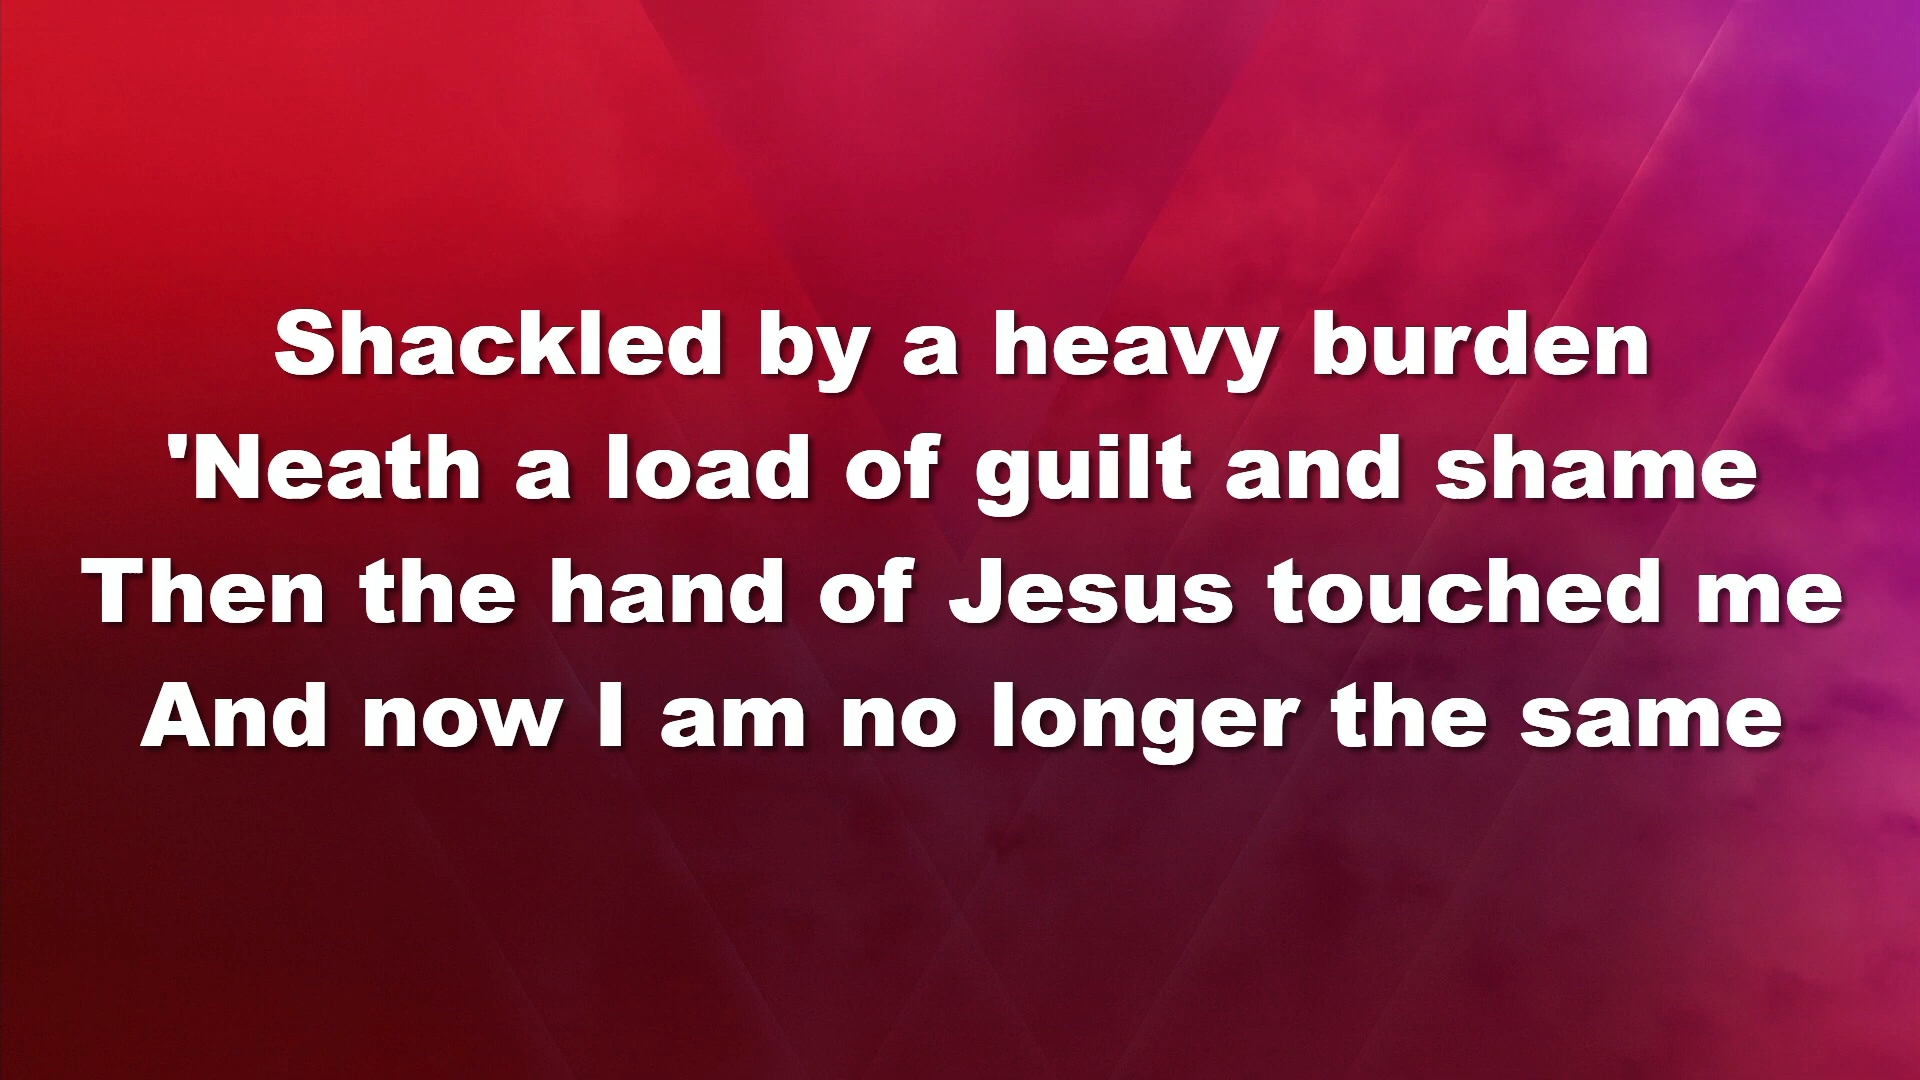 Shackled by a heavy burden
'Neath a load of guilt and shame
Then the hand of Jesus touched me
And now I am no longer the same